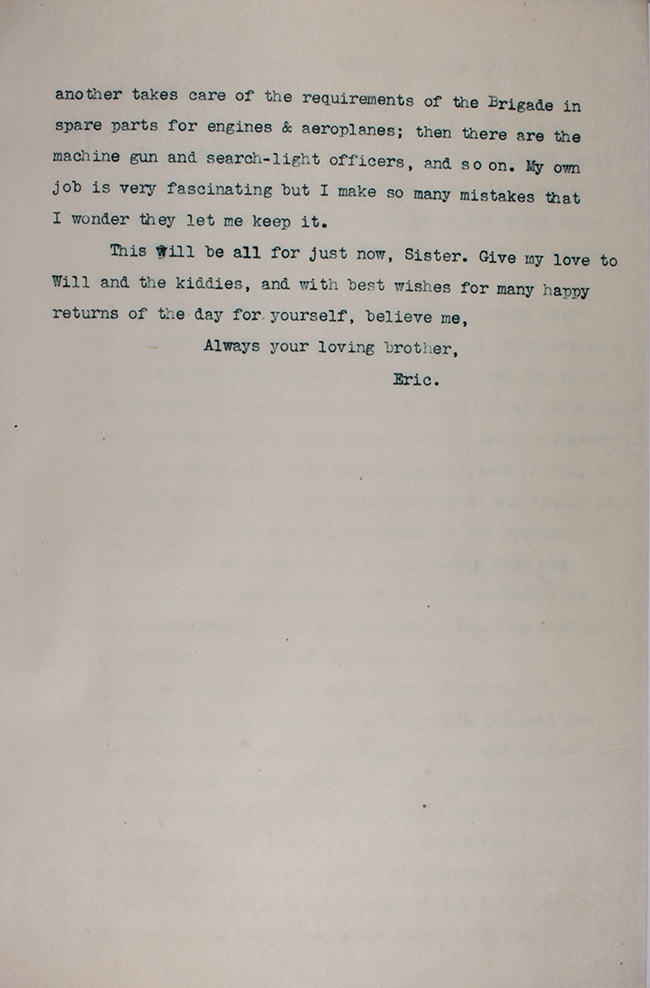 another takes care of the requirements of the Brigade in
spare parts for engines & aeroplanes; then there are the
machine gun and search-light officers, and so on. My own
job is very fascinating but I make so many mistakes that
I wonder they let me keep it.
This will be all for just now, Sister. Give my love to
Will and the kiddies, and with best wishes for many happy
returns of the day for yourself, believe me,
Always your loving brother,
Eric.